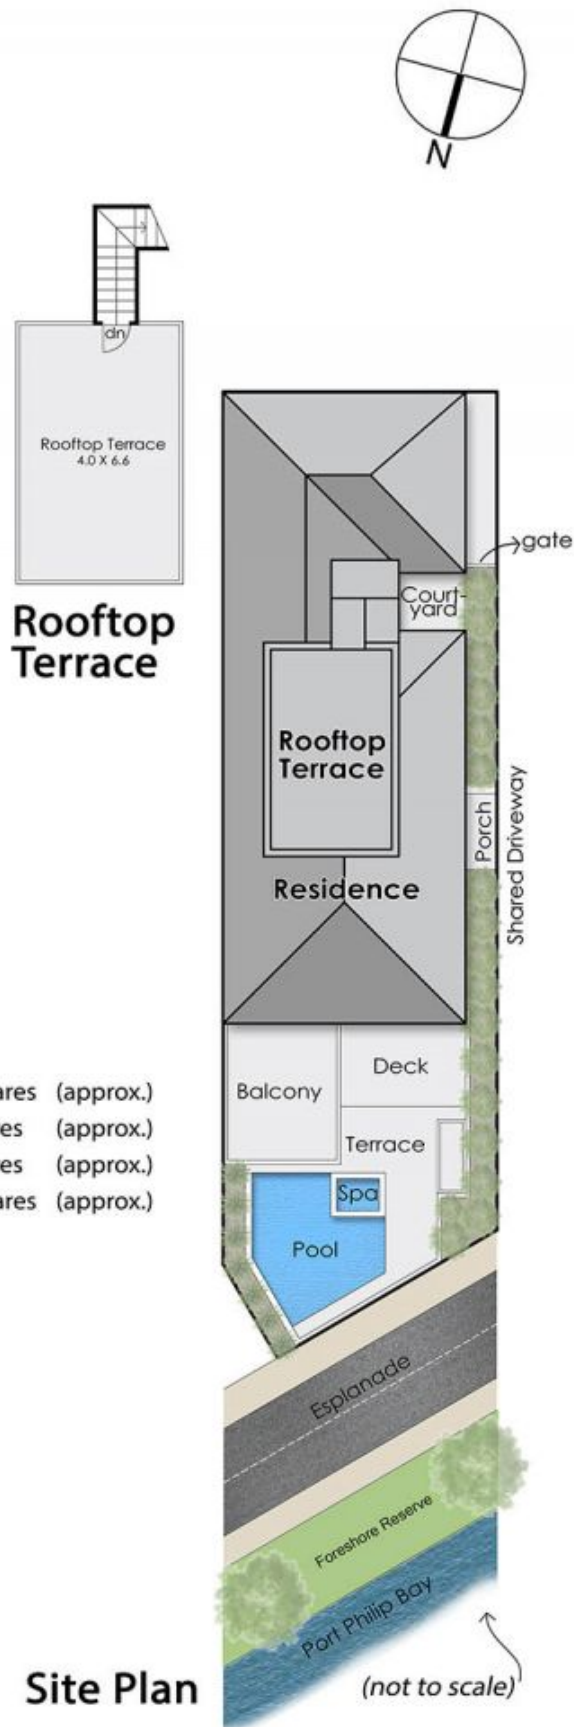 N
dn
Rooftop Terrace
4.0 X 6.6
Rooftop
Terrace
gate
Court-
yard
Rooftop
Terrace
Porch
Shared Driveway
Residence
Deck
Balcony
Terrace
Spa
Pool
ares (approx.)
res (approx.)
res (approx.)
ares (approx.)
Esplanade
Foreshore Reserve
Port Philip Bay
Site Plan
(not to scale)